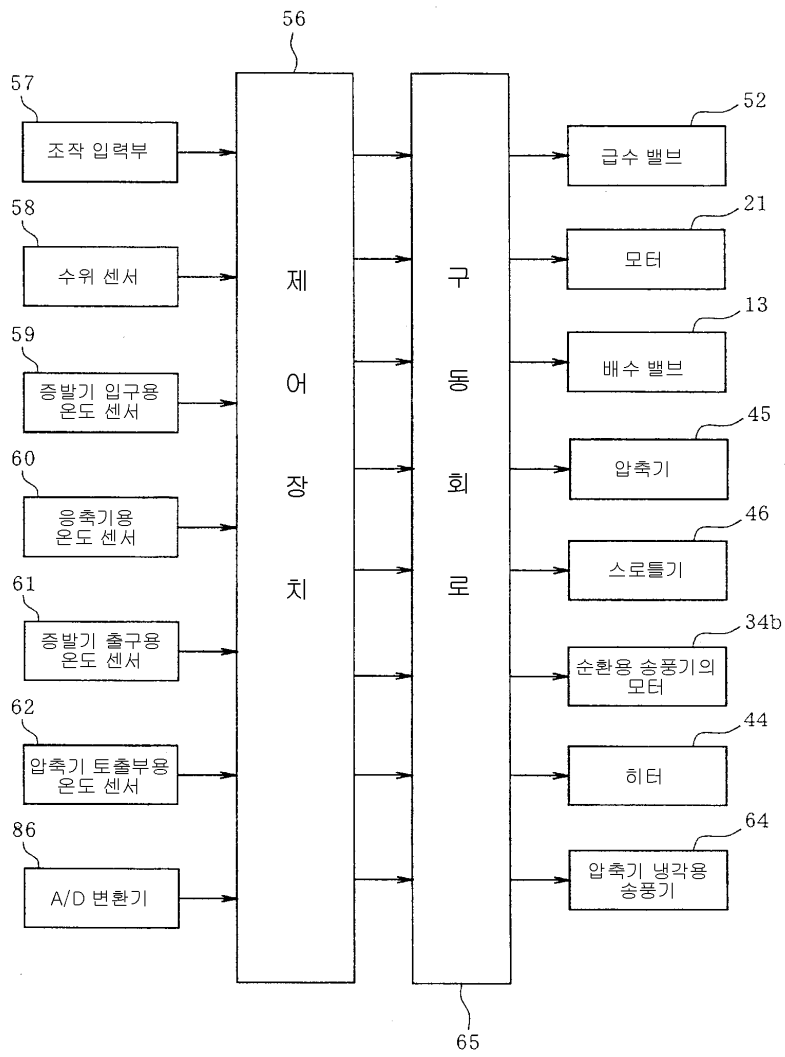 56
57
조작 입력부
58
수위 센서
59
증발기 입구용
온도 센서
60
응축기용
온도 센서
61
증발기 출구용
온도 센서
62
압축기 토출부용
온도 센서
86
A/D 변환기
제
어
장
치
구
동
회
로
65
52
급수 밸브
21
모터
13
배수 밸브
45
압축기
46
스로틀기
34b
순환용 송풍기의
모터
44
히터
64
압축기 냉각용
송풍기